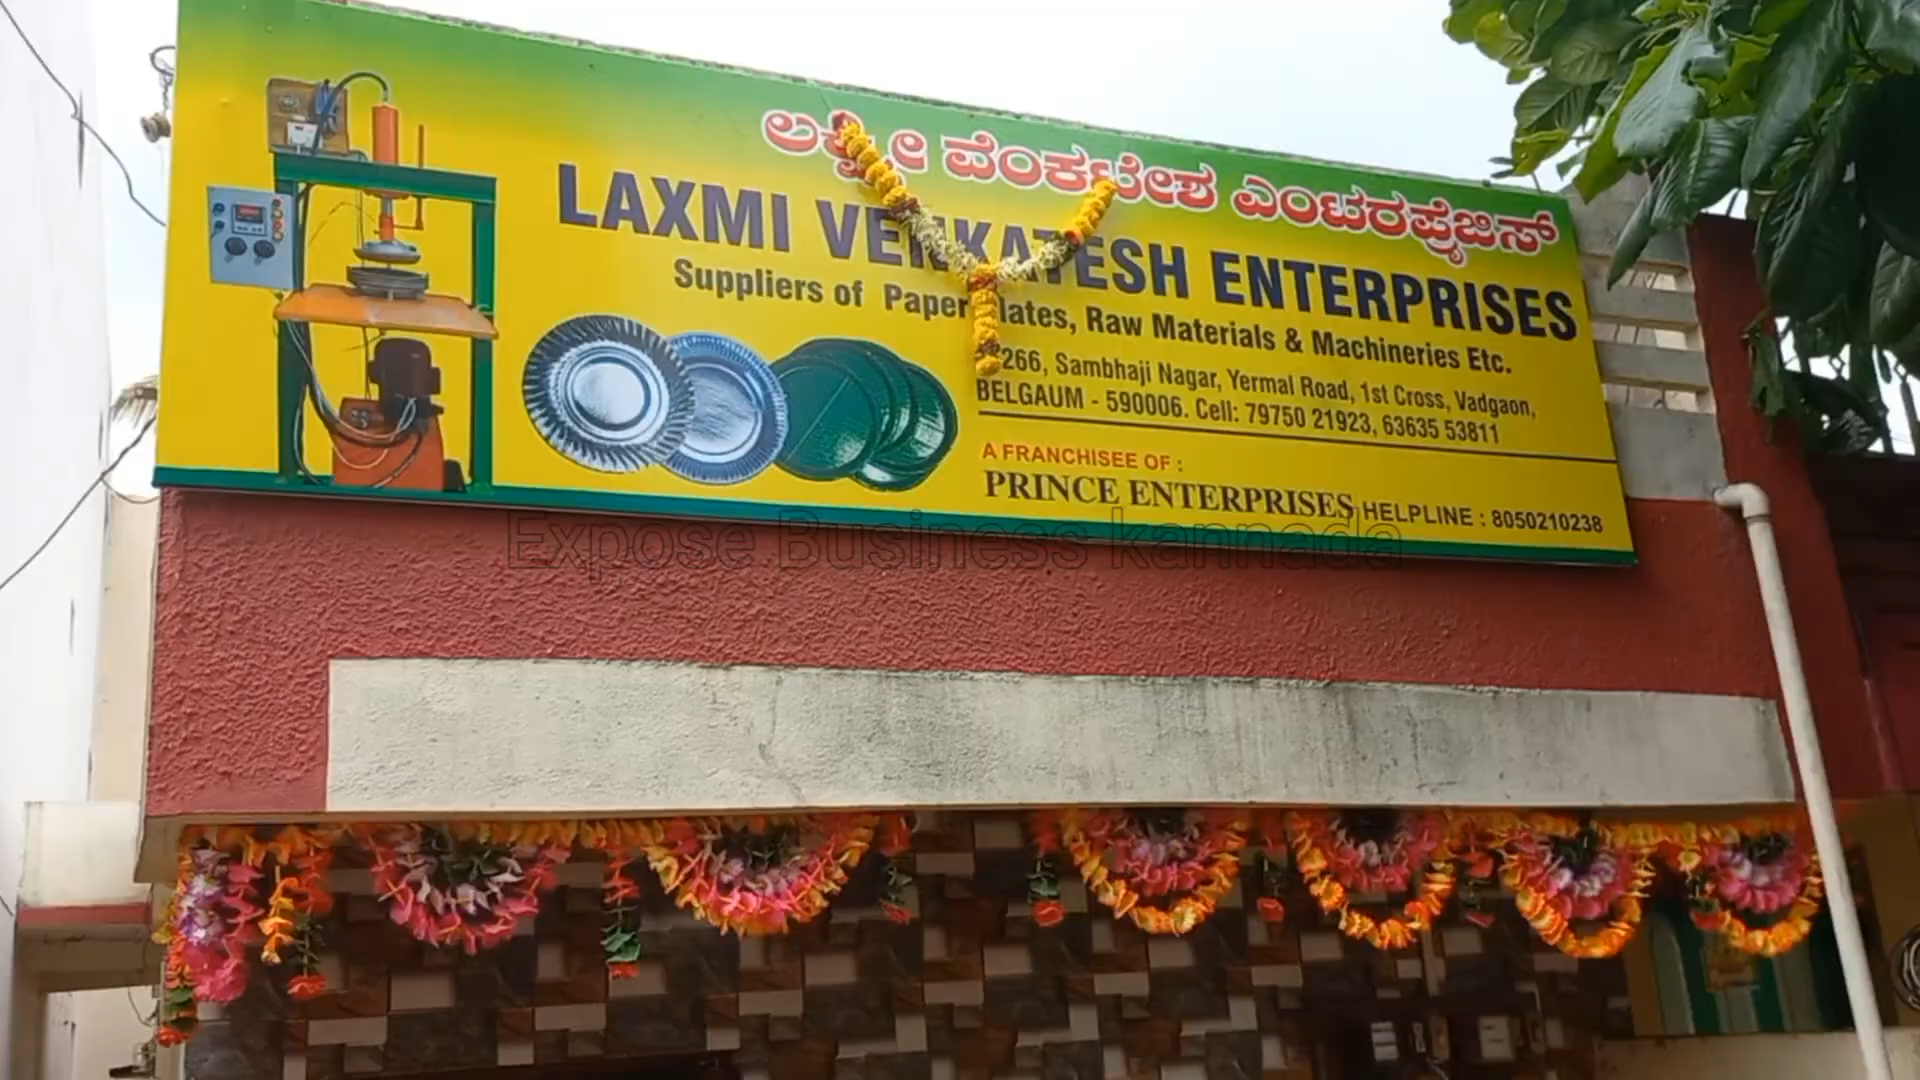 ಲಕ್ಷ್ಮೀ ವೆಂಕಟೇಶ ಎಂಟರಪ್ರೈಜಿಸ್
LAXMI VENKATESH ENTERPRISES
Suppliers of Paper Plates, Raw Materials & Machineries Etc.
266, Sambhaji Nagar, Yermal Road, 1st Cross, Vadgaon,
BELGAUM - 590006. Cell: 79750 21923, 63635 53811
A FRANCHISEE OF :
PRINCE ENTERPRISES HELPLINE : 8050210238
Expose Business kannada